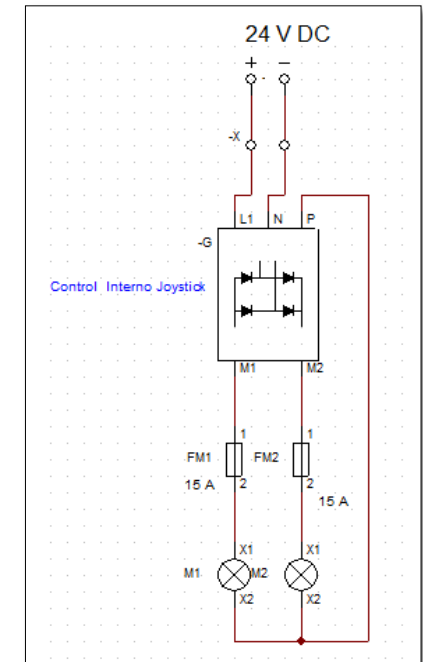 24 V DC
+ −
-X
L1 N P
-G
Control Interno Joystick
M1 M2
1 1
FM1 FM2
15 A 2 2
15 A
X1 X1
M1 M2
X2 X2